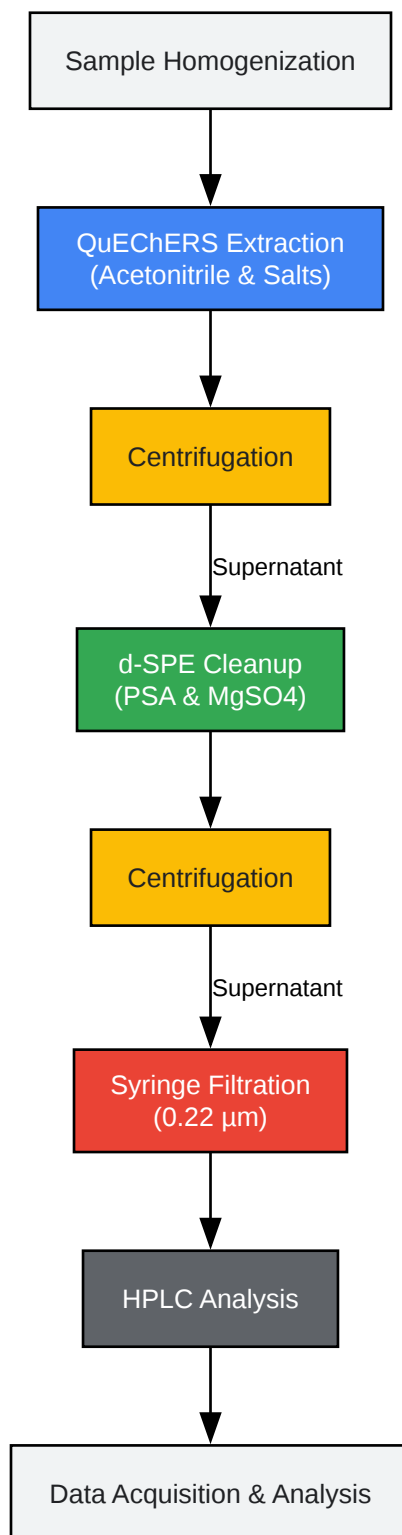 Sample Homogenization
QuEChERS Extraction
(Acetonitrile & Salts)
Centrifugation
Supernatant
d-SPE Cleanup
(PSA & MgSO4)
Centrifugation
Supernatant
Syringe Filtration
(0.22 µm)
HPLC Analysis
Data Acquisition & Analysis